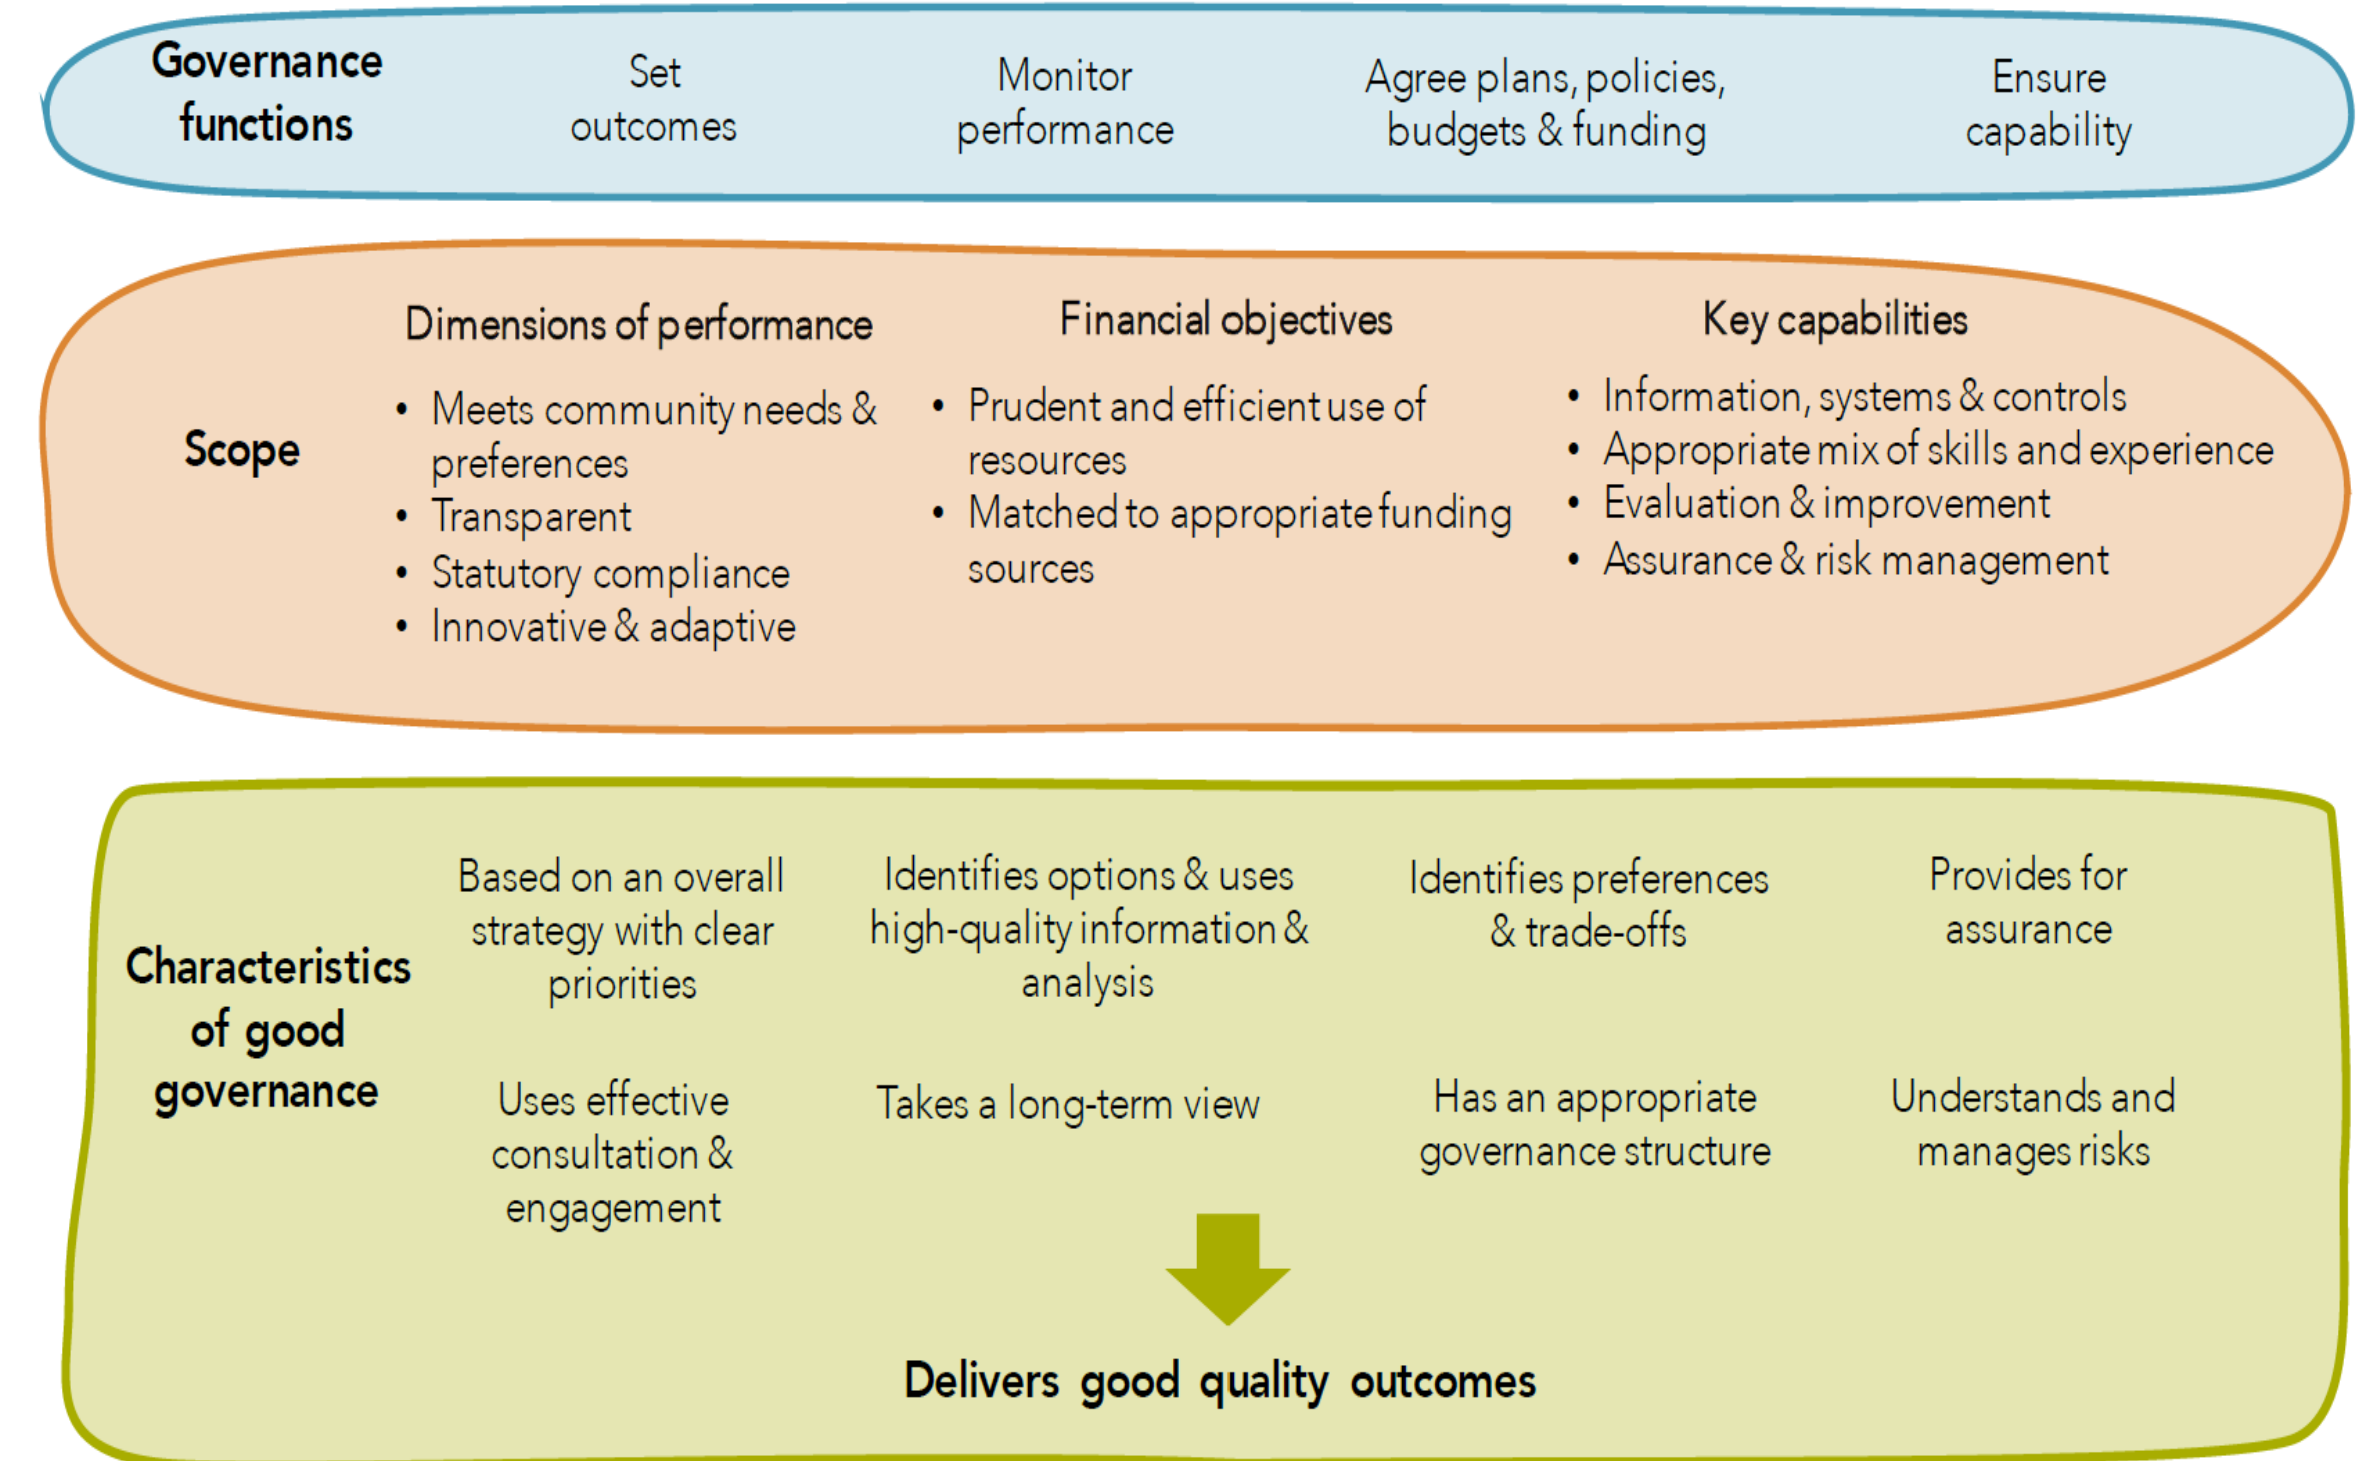 Governance
functions
Set
outcomes
Monitor
performance
Agree plans, policies,
budgets & funding
Ensure
capability
Scope
Dimensions of performance
• Meets community needs &
preferences
• Transparent
• Statutory compliance
• Innovative & adaptive
Financial objectives
• Prudent and efficient use of
resources
• Matched to appropriate funding
sources
Key capabilities
• Information, systems & controls
• Appropriate mix of skills and experience
• Evaluation & improvement
• Assurance & risk management
Characteristics
of good
governance
Based on an overall
strategy with clear
priorities
Identifies options & uses
high-quality information &
analysis
Identifies preferences
& trade-offs
Provides for
assurance
Uses effective
consultation &
engagement
Takes a long-term view
Has an appropriate
governance structure
Understands and
manages risks
Delivers good quality outcomes